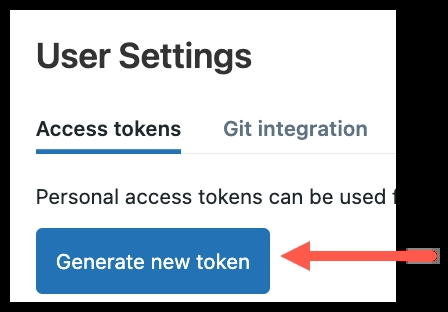 User Settings
Access tokens Git integration
Personal access tokens can be used f
Generate new token